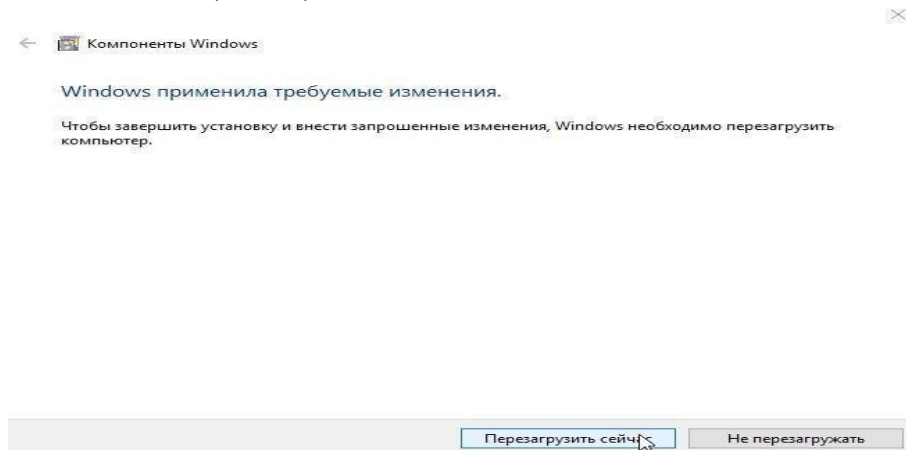 Компоненты Windows
Windows применила требуемые изменения.
Чтобы завершить установку и внести запрошенные изменения, Windows необходимо перезагрузить
компьютер.
Перезагрузить сейчас
Не перезагружать